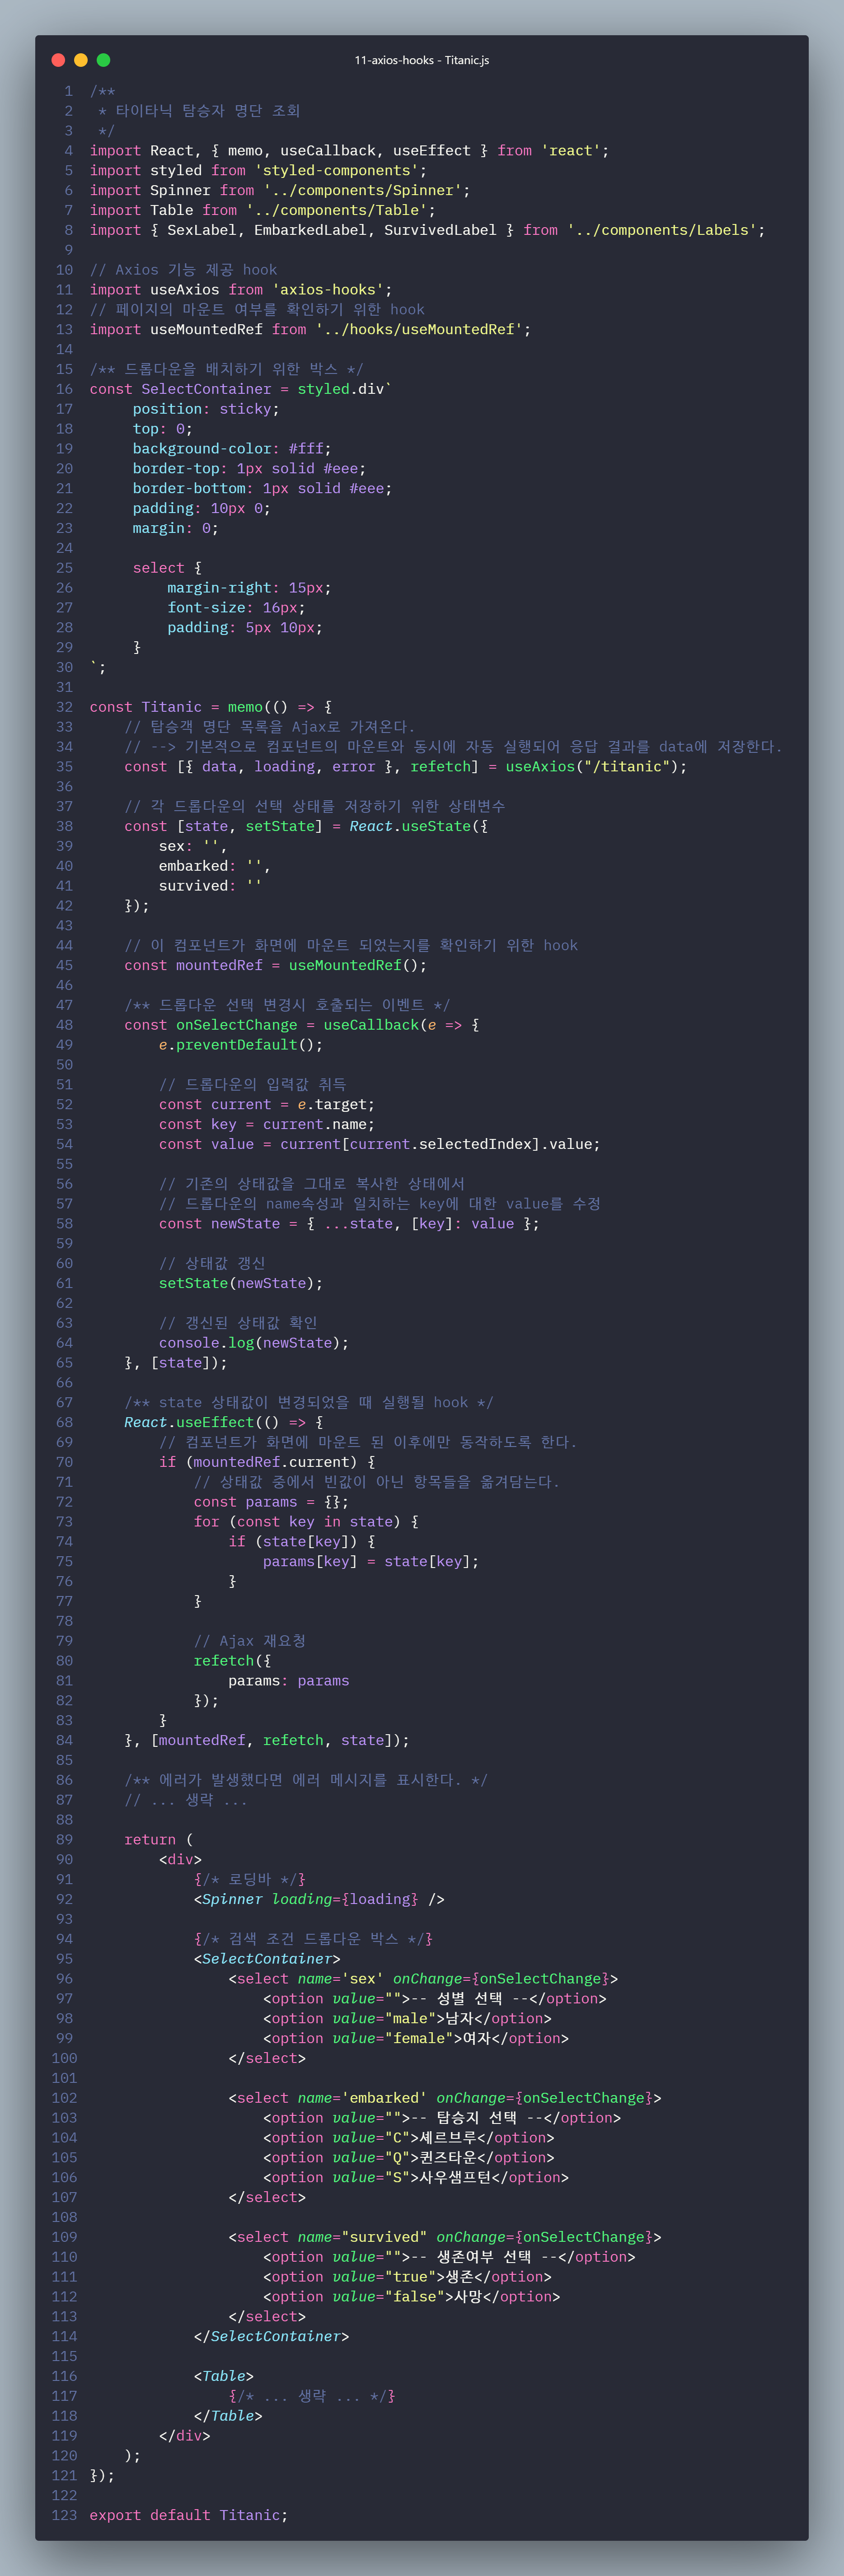 11-axios-hooks - Titanic.js
1 /**
2  * 타이타닉 탐승자 명단 조회
3  */
4 import React, { memo, useCallback, useEffect } from 'react';
5 import styled from 'styled-components';
6 import Spinner from '../components/Spinner';
7 import Table from '../components/Table';
8 import { SexLabel, EmbarkedLabel, SurvivedLabel } from '../components/Labels';
9
10 // Axios 기능 제공 hook
11 import useAxios from 'axios-hooks';
12 // 페이지의 마운트 여부를 확인하기 위한 hook
13 import useMountedRef from '../hooks/useMountedRef';
14
15 /** 드롭다운을 배치하기 위한 박스 */
16 const SelectContainer = styled.div`
17      position: sticky;
18      top: 0;
19      background-color: #fff;
20      border-top: 1px solid #eee;
21      border-bottom: 1px solid #eee;
22      padding: 10px 0;
23      margin: 0;
24
25      select {
26          margin-right: 15px;
27          font-size: 16px;
28          padding: 5px 10px;
29      }
30 `;
31
32 const Titanic = memo(() => {
33     // 탑승객 명단 목록을 Ajax로 가져온다.
34     // --> 기본적으로 컴포넌트의 마운트와 동시에 자동 실행되어 응답 결과를 data에 저장한다.
35     const [{ data, loading, error }, refetch] = useAxios("/titanic");
36
37     // 각 드롭다운의 선택 상태를 저장하기 위한 상태변수
38     const [state, setState] = React.useState({
39         sex: '',
40         embarked: '',
41         survived: ''
42     });
43
44     // 이 컴포넌트가 화면에 마운트 되었는지를 확인하기 위한 hook
45     const mountedRef = useMountedRef();
46
47     /** 드롭다운 선택 변경시 호출되는 이벤트 */
48     const onSelectChange = useCallback(e => {
49         e.preventDefault();
50
51         // 드롭다운의 입력값 취득
52         const current = e.target;
53         const key = current.name;
54         const value = current[current.selectedIndex].value;
55
56         // 기존의 상태값을 그대로 복사한 상태에서
57         // 드롭다운의 name속성과 일치하는 key에 대한 value를 수정
58         const newState = { ...state, [key]: value };
59
60         // 상태값 갱신
61         setState(newState);
62
63         // 갱신된 상태값 확인
64         console.log(newState);
65     }, [state]);
66
67     /** state 상태값이 변경되었을 때 실행될 hook */
68     React.useEffect(() => {
69         // 컴포넌트가 화면에 마운트 된 이후에만 동작하도록 한다.
70         if (mountedRef.current) {
71             // 상태값 중에서 빈값이 아닌 항목들을 옮겨담는다.
72             const params = {};
73             for (const key in state) {
74                 if (state[key]) {
75                     params[key] = state[key];
76                 }
77             }
78
79             // Ajax 재요청
80             refetch({
81                 params: params
82             });
83         }
84     }, [mountedRef, refetch, state]);
85
86     /** 에러가 발생했다면 에러 메시지를 표시한다. */
87     // ... 생략 ...
88
89     return (
90         <div>
91             {/* 로딩바 */}
92             <Spinner loading={loading} />
93
94             {/* 검색 조건 드롭다운 박스 */}
95             <SelectContainer>
96                 <select name='sex' onChange={onSelectChange}>
97                     <option value="">-- 성별 선택 --</option>
98                     <option value="male">남자</option>
99                     <option value="female">여자</option>
100                 </select>
101
102                 <select name='embarked' onChange={onSelectChange}>
103                     <option value="">-- 탑승지 선택 --</option>
104                     <option value="C">셰르브루</option>
105                     <option value="Q">퀸즈타운</option>
106                     <option value="S">사우샘프턴</option>
107                 </select>
108
109                 <select name="survived" onChange={onSelectChange}>
110                     <option value="">-- 생존여부 선택 --</option>
111                     <option value="true">생존</option>
112                     <option value="false">사망</option>
113                 </select>
114             </SelectContainer>
115
116             <Table>
117                 {/* ... 생략 ... */}
118             </Table>
119         </div>
120     );
121 });
122
123 export default Titanic;